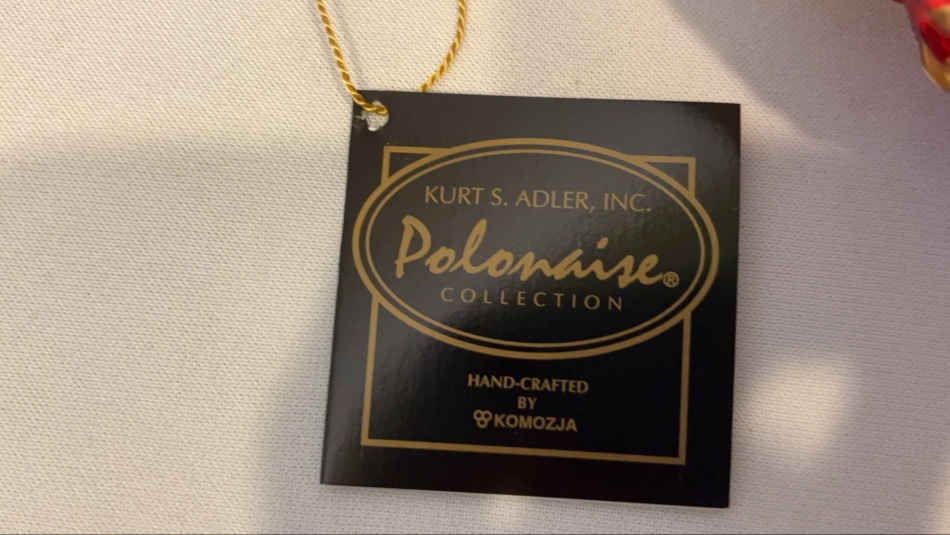 KURT S. ADLER, INC.
Polonaise®
COLLECTION
HAND-CRAFTED
BY
KOMOZJA